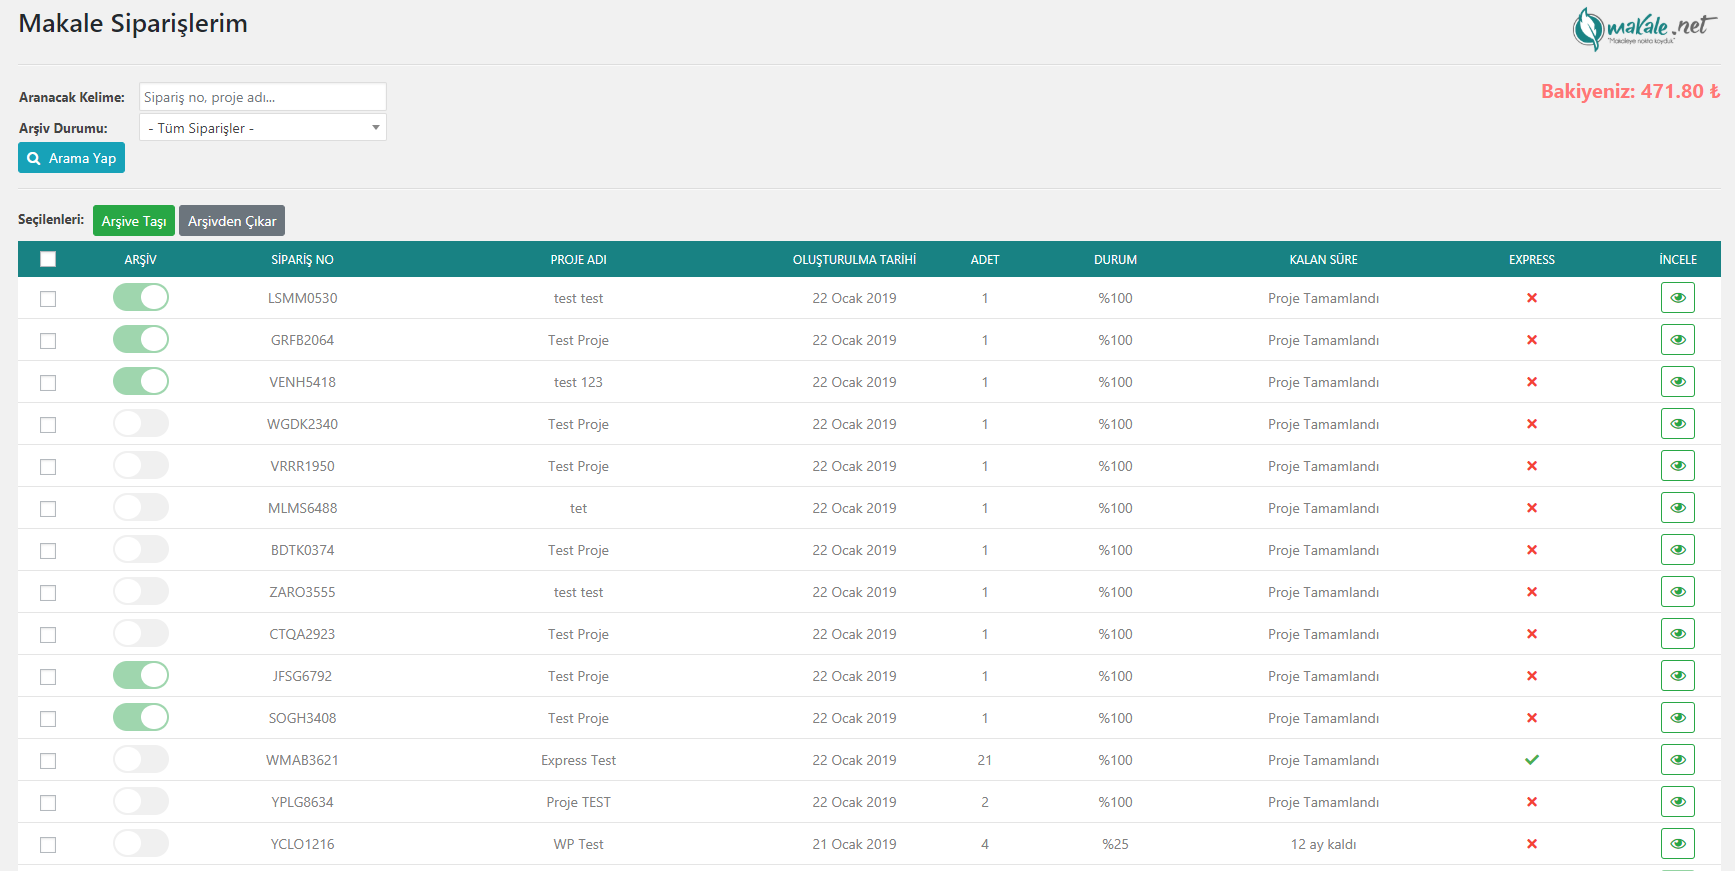 Makale Siparişlerim
makale.net
"Makaleye nokta koyduk."
Aranacak Kelime: Sipariş no, proje adı...
Bakiyeniz: 471.80 ₺
Arşiv Durumu: - Tüm Siparişler -
Arama Yap
Seçilenleri: Arşive Taşı Arşivden Çıkar
ARŞİV SİPARİŞ NO PROJE ADI OLUŞTURULMA TARİHİ ADET DURUM KALAN SÜRE EXPRESS İNCELE
LSMM0530 test test 22 Ocak 2019 1 %100 Proje Tamamlandı
GRFB2064 Test Proje 22 Ocak 2019 1 %100 Proje Tamamlandı
VENH5418 test 123 22 Ocak 2019 1 %100 Proje Tamamlandı
WGDK2340 Test Proje 22 Ocak 2019 1 %100 Proje Tamamlandı
VRRR1950 Test Proje 22 Ocak 2019 1 %100 Proje Tamamlandı
MLMS6488 tet 22 Ocak 2019 1 %100 Proje Tamamlandı
BDTK0374 Test Proje 22 Ocak 2019 1 %100 Proje Tamamlandı
ZARO3555 test test 22 Ocak 2019 1 %100 Proje Tamamlandı
CTQA2923 Test Proje 22 Ocak 2019 1 %100 Proje Tamamlandı
JFSG6792 Test Proje 22 Ocak 2019 1 %100 Proje Tamamlandı
SOGH3408 Test Proje 22 Ocak 2019 1 %100 Proje Tamamlandı
WMAB3621 Express Test 22 Ocak 2019 21 %100 Proje Tamamlandı
YPLG8634 Proje TEST 22 Ocak 2019 2 %100 Proje Tamamlandı
YCLO1216 WP Test 21 Ocak 2019 4 %25 12 ay kaldı